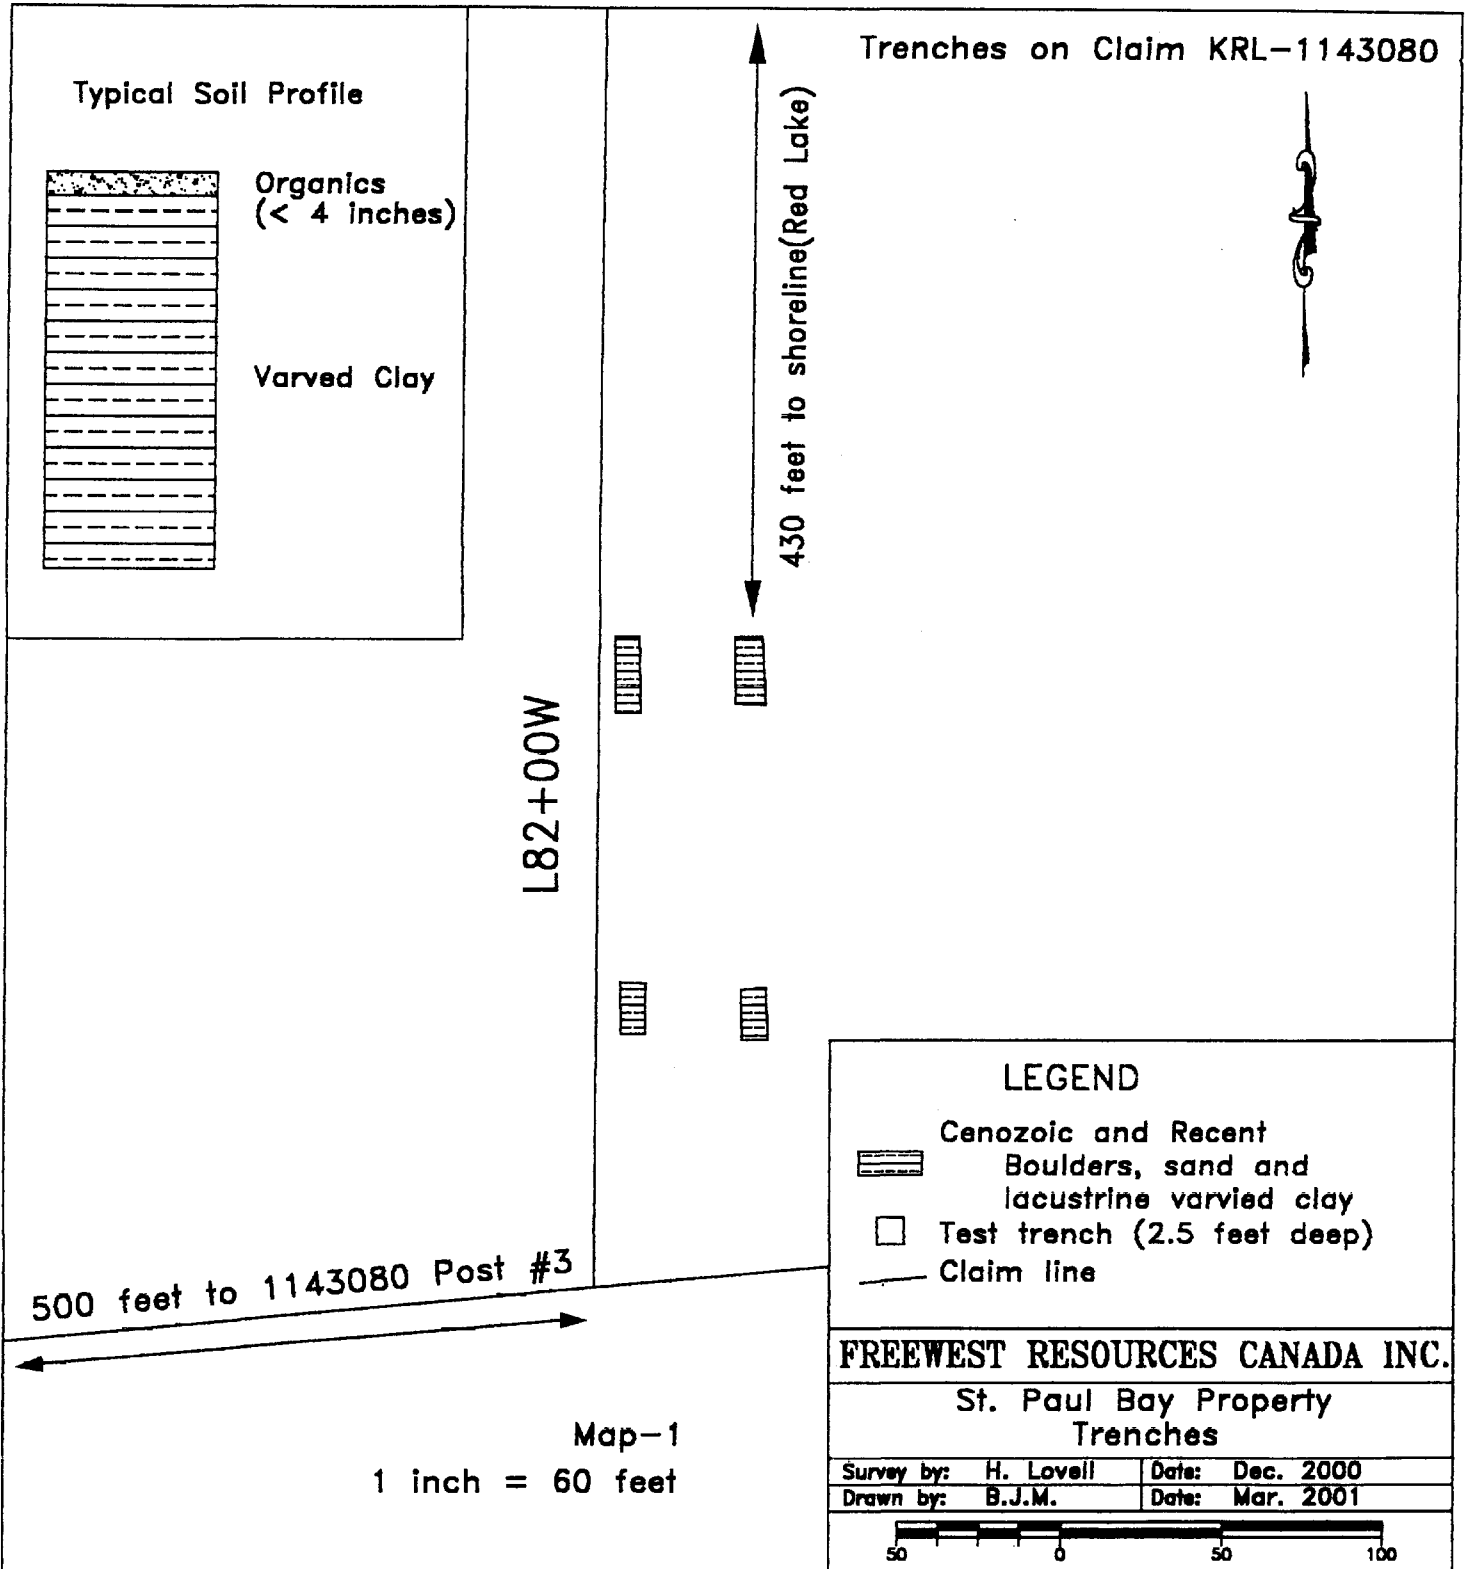 Trenches on Claim KRL-1143080
Typical Soil Profile
Organics
(< 4 inches)
Varved Clay
430 feet to shoreline(Red Lake)
L82+00W
500 feet to 1143080 Post #3
Map-1
1 inch = 60 feet
LEGEND
Cenozoic and Recent
Boulders, sand and
lacustrine varvied clay
Test trench (2.5 feet deep)
Claim line
FREEWEST RESOURCES CANADA INC.
St. Paul Bay Property
Trenches
Survey by: H. Lovell Date: Dec. 2000
Drawn by: B.J.M. Date: Mar. 2001
50 0 50 100